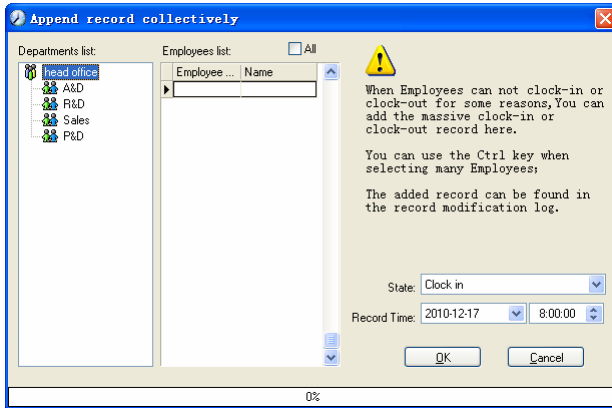 Append record collectively
Departments list:
Employees list:
All
head office
A&D
R&D
Sales
P&D
Employee ... Name
When Employees can not clock-in or
clock-out for some reasons,You can
add the massive clock-in or
clock-out record here.
You can use the Ctrl key when
selecting many Employees;
The added record can be found in
the record modification log.
State: Clock in
Record Time: 2010-12-17 8:00:00
OK Cancel
0%